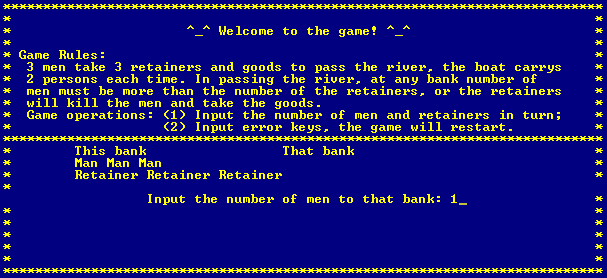 ^_^ Welcome to the game! ^_^
Game Rules:
3 men take 3 retainers and goods to pass the river, the boat carrys
2 persons each time. In passing the river, at any bank number of
men must be more than the number of the retainers, or the retainers
will kill the men and take the goods.
Game operations: (1) Input the number of men and retainers in turn;
(2) Input error keys, the game will restart.
This bank That bank
Man Man Man
Retainer Retainer Retainer
Input the number of men to that bank: 1_